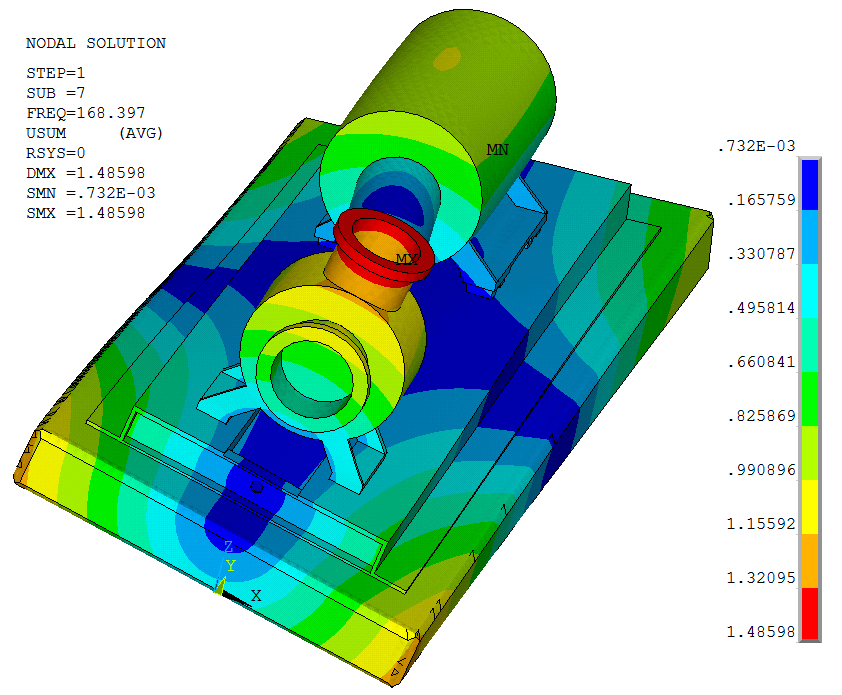 NODAL SOLUTION
STEP=1
SUB =7
FREQ=168.397
USUM (AVG)
RSYS=0
DMX =1.48598
SMN =.732E-03
SMX =1.48598
MN
MX
Z
Y
X
.732E-03
.165759
.330787
.495814
.660841
.825869
.990896
1.15592
1.32095
1.48598